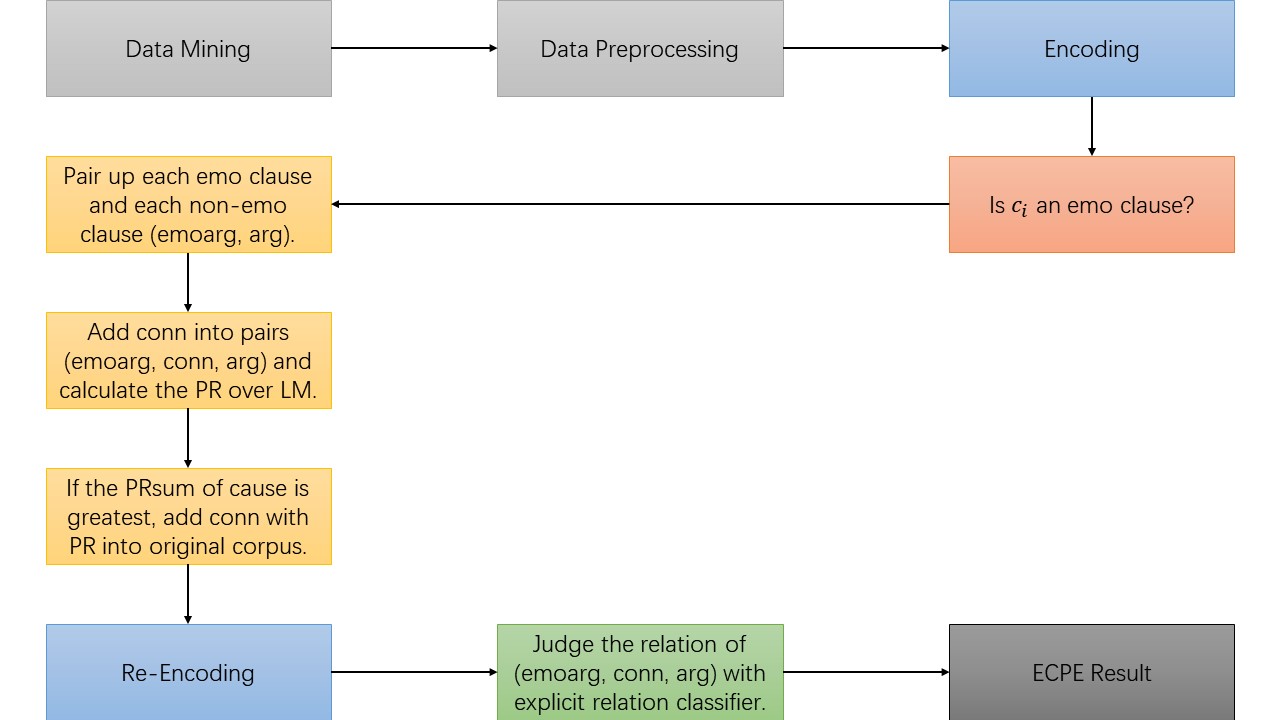 Data Mining
Data Preprocessing
Encoding
Is cᵢ an emo clause?
Pair up each emo clause
and each non-emo
clause (emoarg, arg).
Add conn into pairs
(emoarg, conn, arg) and
calculate the PR over LM.
If the PRsum of cause is
greatest, add conn with
PR into original corpus.
Re-Encoding
Judge the relation of
(emoarg, conn, arg) with
explicit relation classifier.
ECPE Result